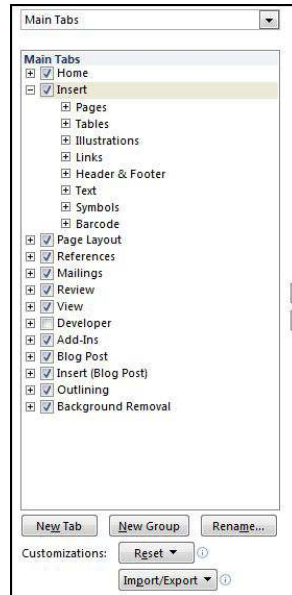 Main Tabs
Main Tabs
Home
Insert
Pages
Tables
Illustrations
Links
Header & Footer
Text
Symbols
Barcode
Page Layout
References
Mailings
Review
View
Developer
Add-Ins
Blog Post
Insert (Blog Post)
Outlining
Background Removal
New Tab New Group Rename...
Customizations: Reset
Import/Export